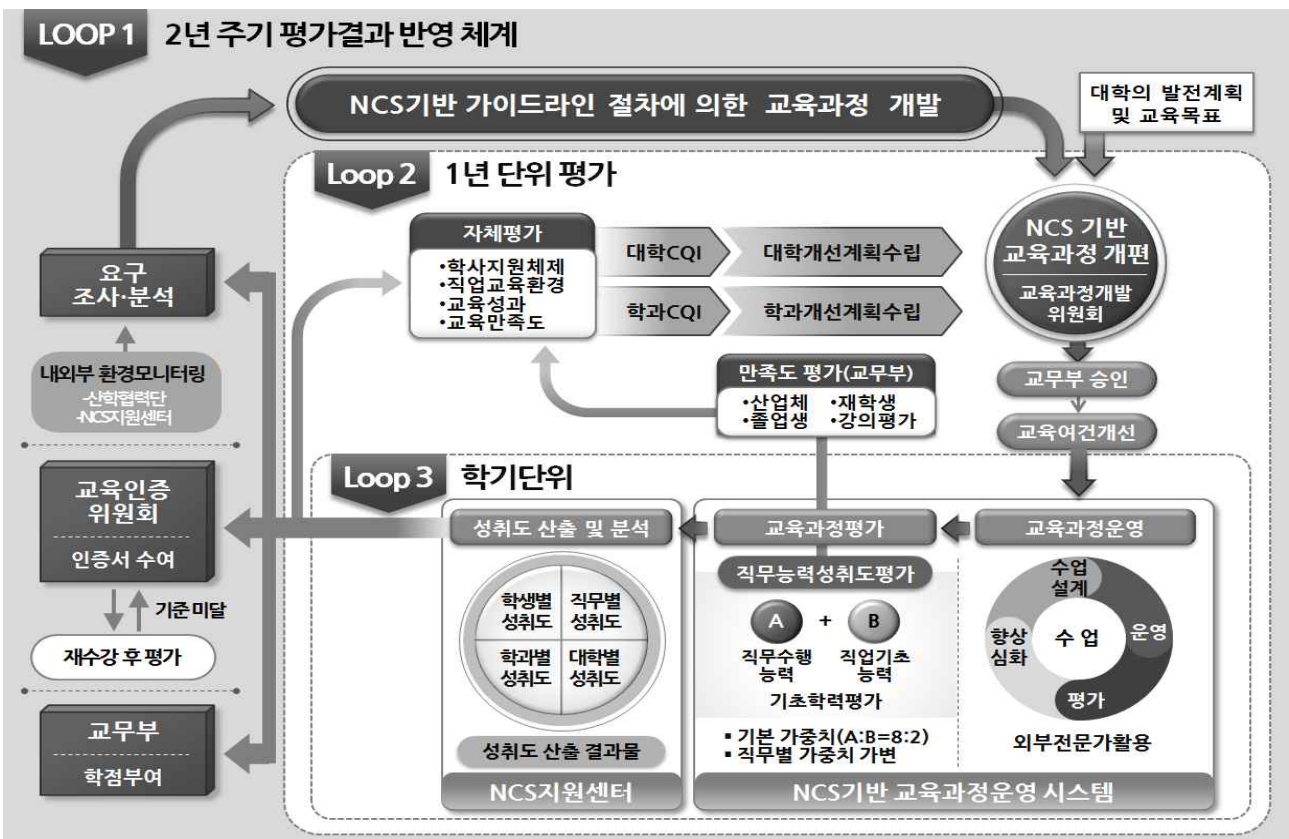 LOOP 1 2년 주기 평가결과 반영 체계
NCS기반 가이드라인 절차에 의한 교육과정 개발
대학의 발전계획
및 교육목표
Loop 2 1년 단위 평가
자체평가
•학사지원체제
•직업교육환경
•교육성과
•교육만족도
대학CQI 대학개선계획수립
학과CQI 학과개선계획수립
NCS 기반
교육과정 개편
교육과정개발
위원회
만족도 평가(교무부)
•산업체 •재학생
•졸업생 •강의평가
교무부 승인
교육여건개선
요구
조사·분석
내외부 환경모니터링
-산학협력단
-NCS지원센터
교육인증
위원회
인증서 수여
기준 미달
재수강 후 평가
교무부
학점부여
Loop 3 학기단위
성취도 산출 및 분석
학생별
성취도
직무별
성취도
학과별
성취도
대학별
성취도
성취도 산출 결과물
NCS지원센터
교육과정평가
직무능력성취도평가
A + B
직무수행
능력
직업기초
능력
기초학력평가
▪ 기본 가중치(A:B=8:2)
▪ 직무별 가중치 가변
교육과정운영
수업
설계
운영
평가
향상
심화
수 업
외부전문가활용
NCS기반 교육과정운영 시스템